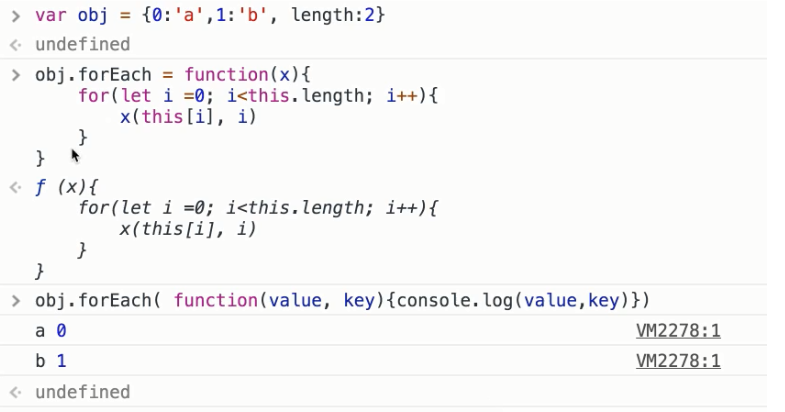 > var obj = {0:'a',1:'b', length:2}
<· undefined
> obj.forEach = function(x){
for(let i =0; i<this.length; i++){
x(this[i], i)
}
}
<· ƒ (x){
for(let i =0; i<this.length; i++){
x(this[i], i)
}
}
> obj.forEach( function(value, key){console.log(value,key)})
a 0 VM2278:1
b 1 VM2278:1
<· undefined